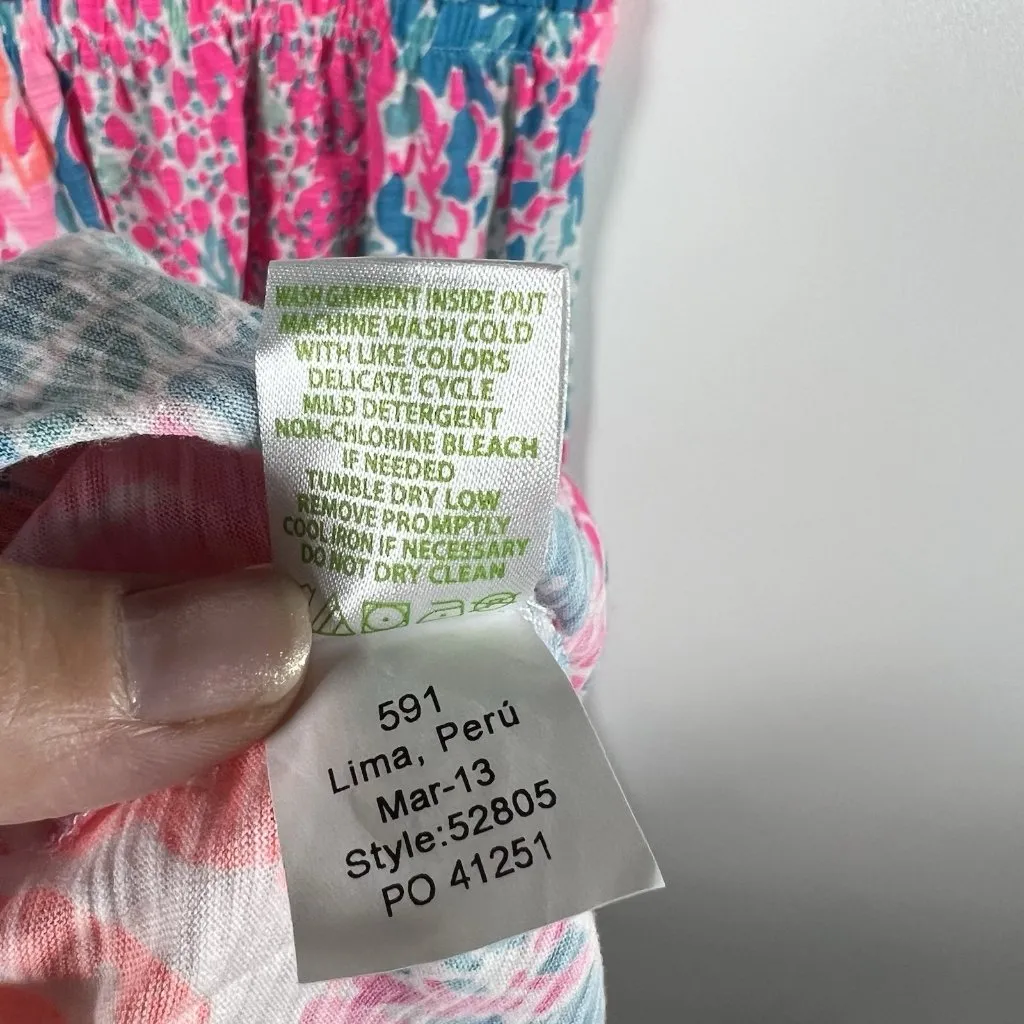 WASH GARMENT INSIDE OUT
MACHINE WASH COLD
WITH LIKE COLORS
DELICATE CYCLE
MILD DETERGENT
NON-CHLORINE BLEACH
IF NEEDED
TUMBLE DRY LOW
REMOVE PROMPTLY
COOL IRON IF NECESSARY
DO NOT DRY CLEAN
591
Lima, Perú
Mar-13
Style:52805
PO 41251